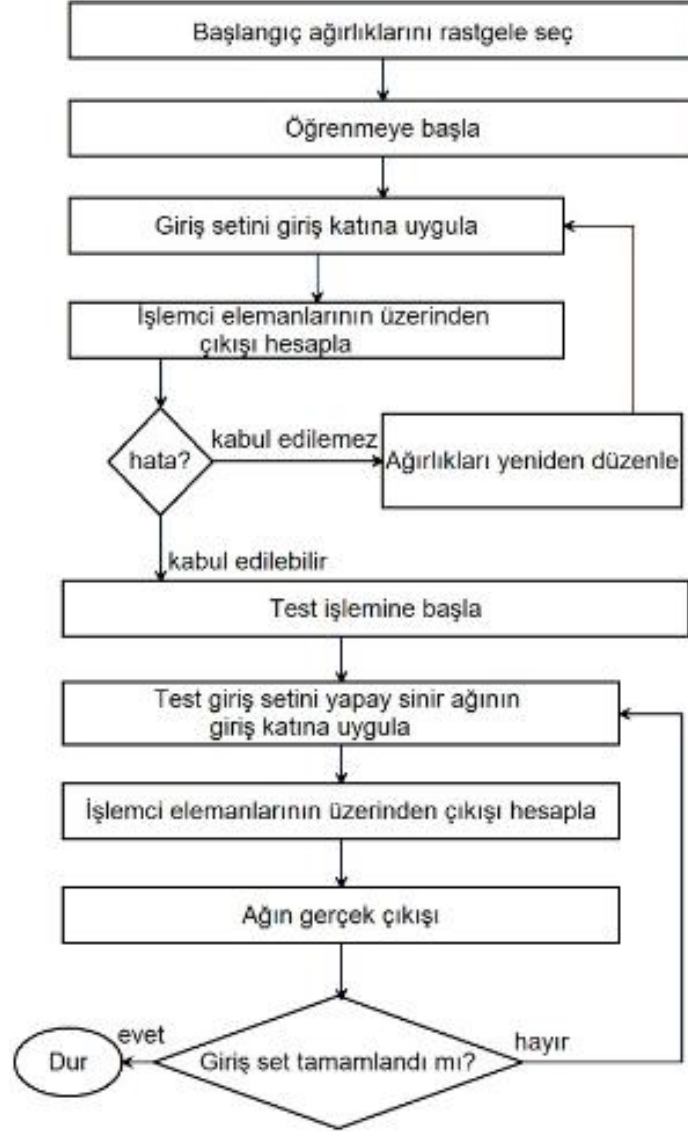 Başlangıç ağırlıklarını rastgele seç
Öğrenmeye başla
Giriş setini giriş katına uygula
İşlemci elemanlarının üzerinden
çıkışı hesapla
hata?
kabul edilemez
Ağırlıkları yeniden düzenle
kabul edilebilir
Test işlemine başla
Test giriş setini yapay sinir ağının
giriş katına uygula
İşlemci elemanlarının üzerinden çıkışı hesapla
Ağın gerçek çıkışı
Giriş set tamamlandı mı?
evet
hayır
Dur